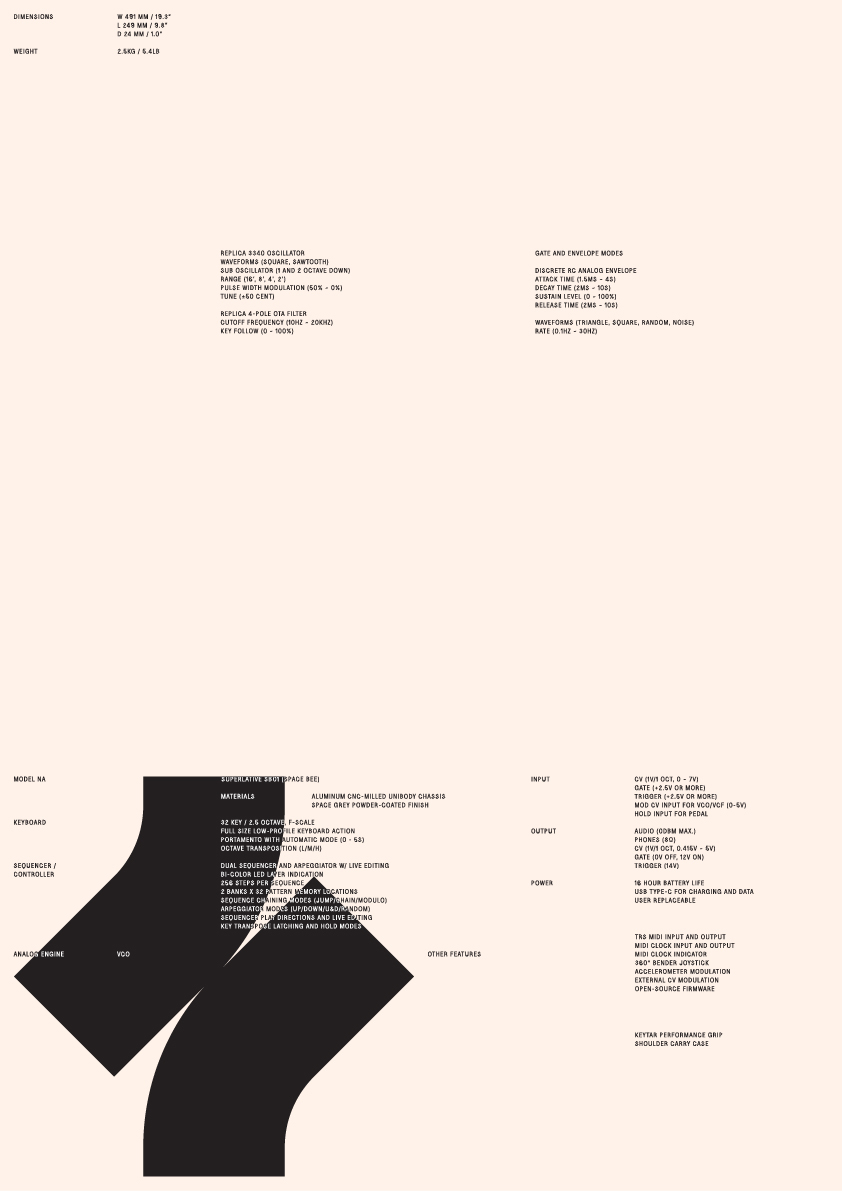 DIMENSIONS
W 491 MM / 19.3"
L 249 MM / 9.8"
D 24 MM / 1.0"
WEIGHT
2.5KG / 5.4LB
REPLICA 3340 OSCILLATOR
WAVEFORMS (SQUARE, SAWTOOTH)
SUB OSCILLATOR (1 AND 2 OCTAVE DOWN)
RANGE (16', 8', 4', 2')
PULSE WIDTH MODULATION (50% - 0%)
TUNE (±50 CENT)
REPLICA 4-POLE OTA FILTER
CUTOFF FREQUENCY (10HZ - 20KHZ)
KEY FOLLOW (0 - 100%)
GATE AND ENVELOPE MODES
DISCRETE RC ANALOG ENVELOPE
ATTACK TIME (1.5MS - 4S)
DECAY TIME (2MS - 10S)
SUSTAIN LEVEL (0 - 100%)
RELEASE TIME (2MS - 10S)
WAVEFORMS (TRIANGLE, SQUARE, RANDOM, NOISE)
RATE (0.1HZ - 30HZ)
MODEL NA
SUPERLATIVE SB01 (SPACE BEE)
MATERIALS
ALUMINUM CNC-MILLED UNIBODY CHASSIS
SPACE GREY POWDER-COATED FINISH
KEYBOARD
32 KEY / 2.5 OCTAVE, F-SCALE
FULL SIZE LOW-PROFILE KEYBOARD ACTION
PORTAMENTO WITH AUTOMATIC MODE (0 - 5S)
OCTAVE TRANSPOSITION (L/M/H)
SEQUENCER /
CONTROLLER
DUAL SEQUENCER AND ARPEGGIATOR W/ LIVE EDITING
BI-COLOR LED LAYER INDICATION
256 STEPS PER SEQUENCE
2 BANKS X 32 PATTERN MEMORY LOCATIONS
SEQUENCE CHAINING MODES (JUMP/CHAIN/MODULO)
ARPEGGIATOR MODES (UP/DOWN/U&D/RANDOM)
SEQUENCER PLAY DIRECTIONS AND LIVE EDITING
KEY TRANSPOSE LATCHING AND HOLD MODES
ANALOG ENGINE
VCO
OTHER FEATURES
INPUT
CV (1V/1 OCT, 0 - 7V)
GATE (+2.5V OR MORE)
TRIGGER (+2.5V OR MORE)
MOD CV INPUT FOR VCO/VCF (0-5V)
HOLD INPUT FOR PEDAL
OUTPUT
AUDIO (0DBM MAX.)
PHONES (8Ω)
CV (1V/1 OCT, 0.415V - 5V)
GATE (0V OFF, 12V ON)
TRIGGER (14V)
POWER
16 HOUR BATTERY LIFE
USB TYPE-C FOR CHARGING AND DATA
USER REPLACEABLE
TRS MIDI INPUT AND OUTPUT
MIDI CLOCK INPUT AND OUTPUT
MIDI CLOCK INDICATOR
360° BENDER JOYSTICK
ACCELEROMETER MODULATION
EXTERNAL CV MODULATION
OPEN-SOURCE FIRMWARE
KEYTAR PERFORMANCE GRIP
SHOULDER CARRY CASE